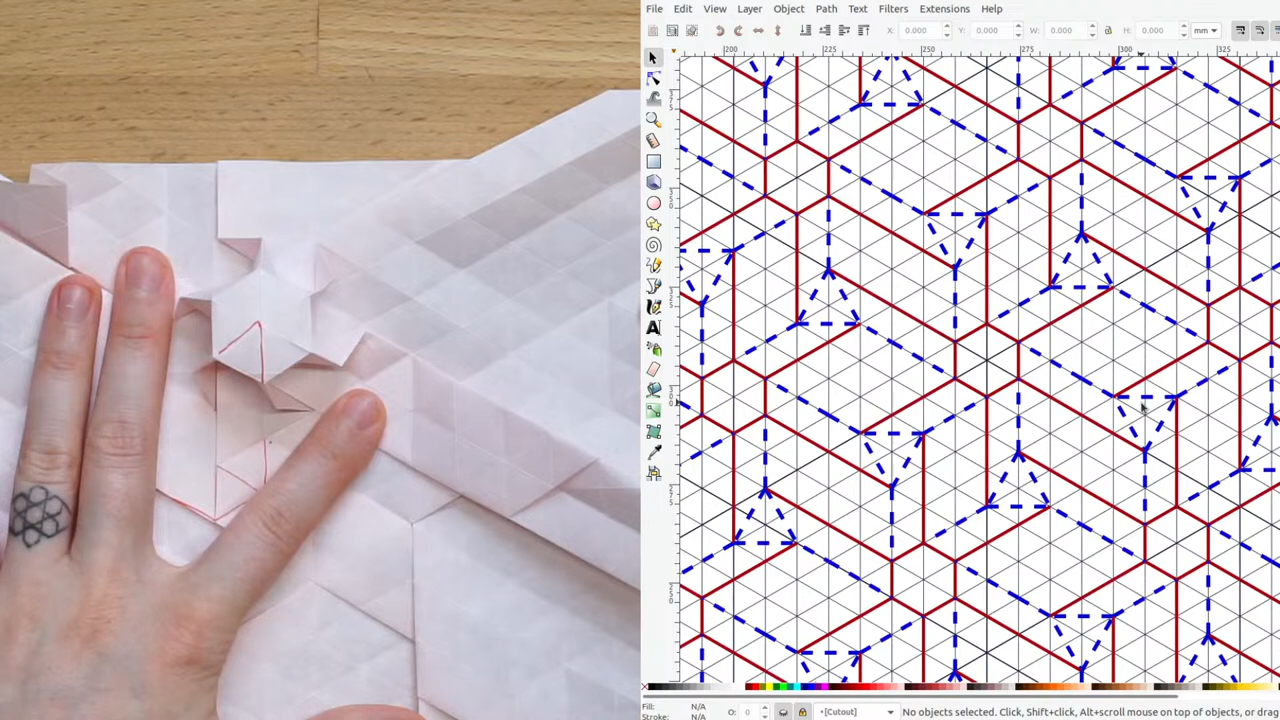 File Edit View Layer Object Path Text Filters Extensions Help
X: 0.000 Y: 0.000 W: 0.000 H: 0.000 mm
200 225 250 275 300 325
Fill: N/A O: 0 •[Cutout] No objects selected. Click, Shift+click, Alt+scroll mouse on top of objects, or drag
Stroke: N/A